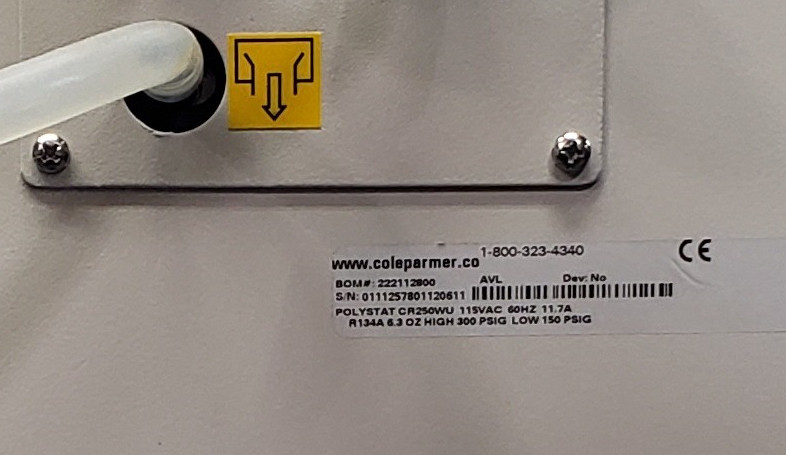 1-800-323-4340
CE
www.coleparmer.co
BOM#: 222112800 AVL Dev: No
S/N: 0111257801120611
POLYSTAT CR250WU 115VAC 60HZ 11.7A
R134A 6.3 OZ HIGH 300 PSIG LOW 150 PSIG